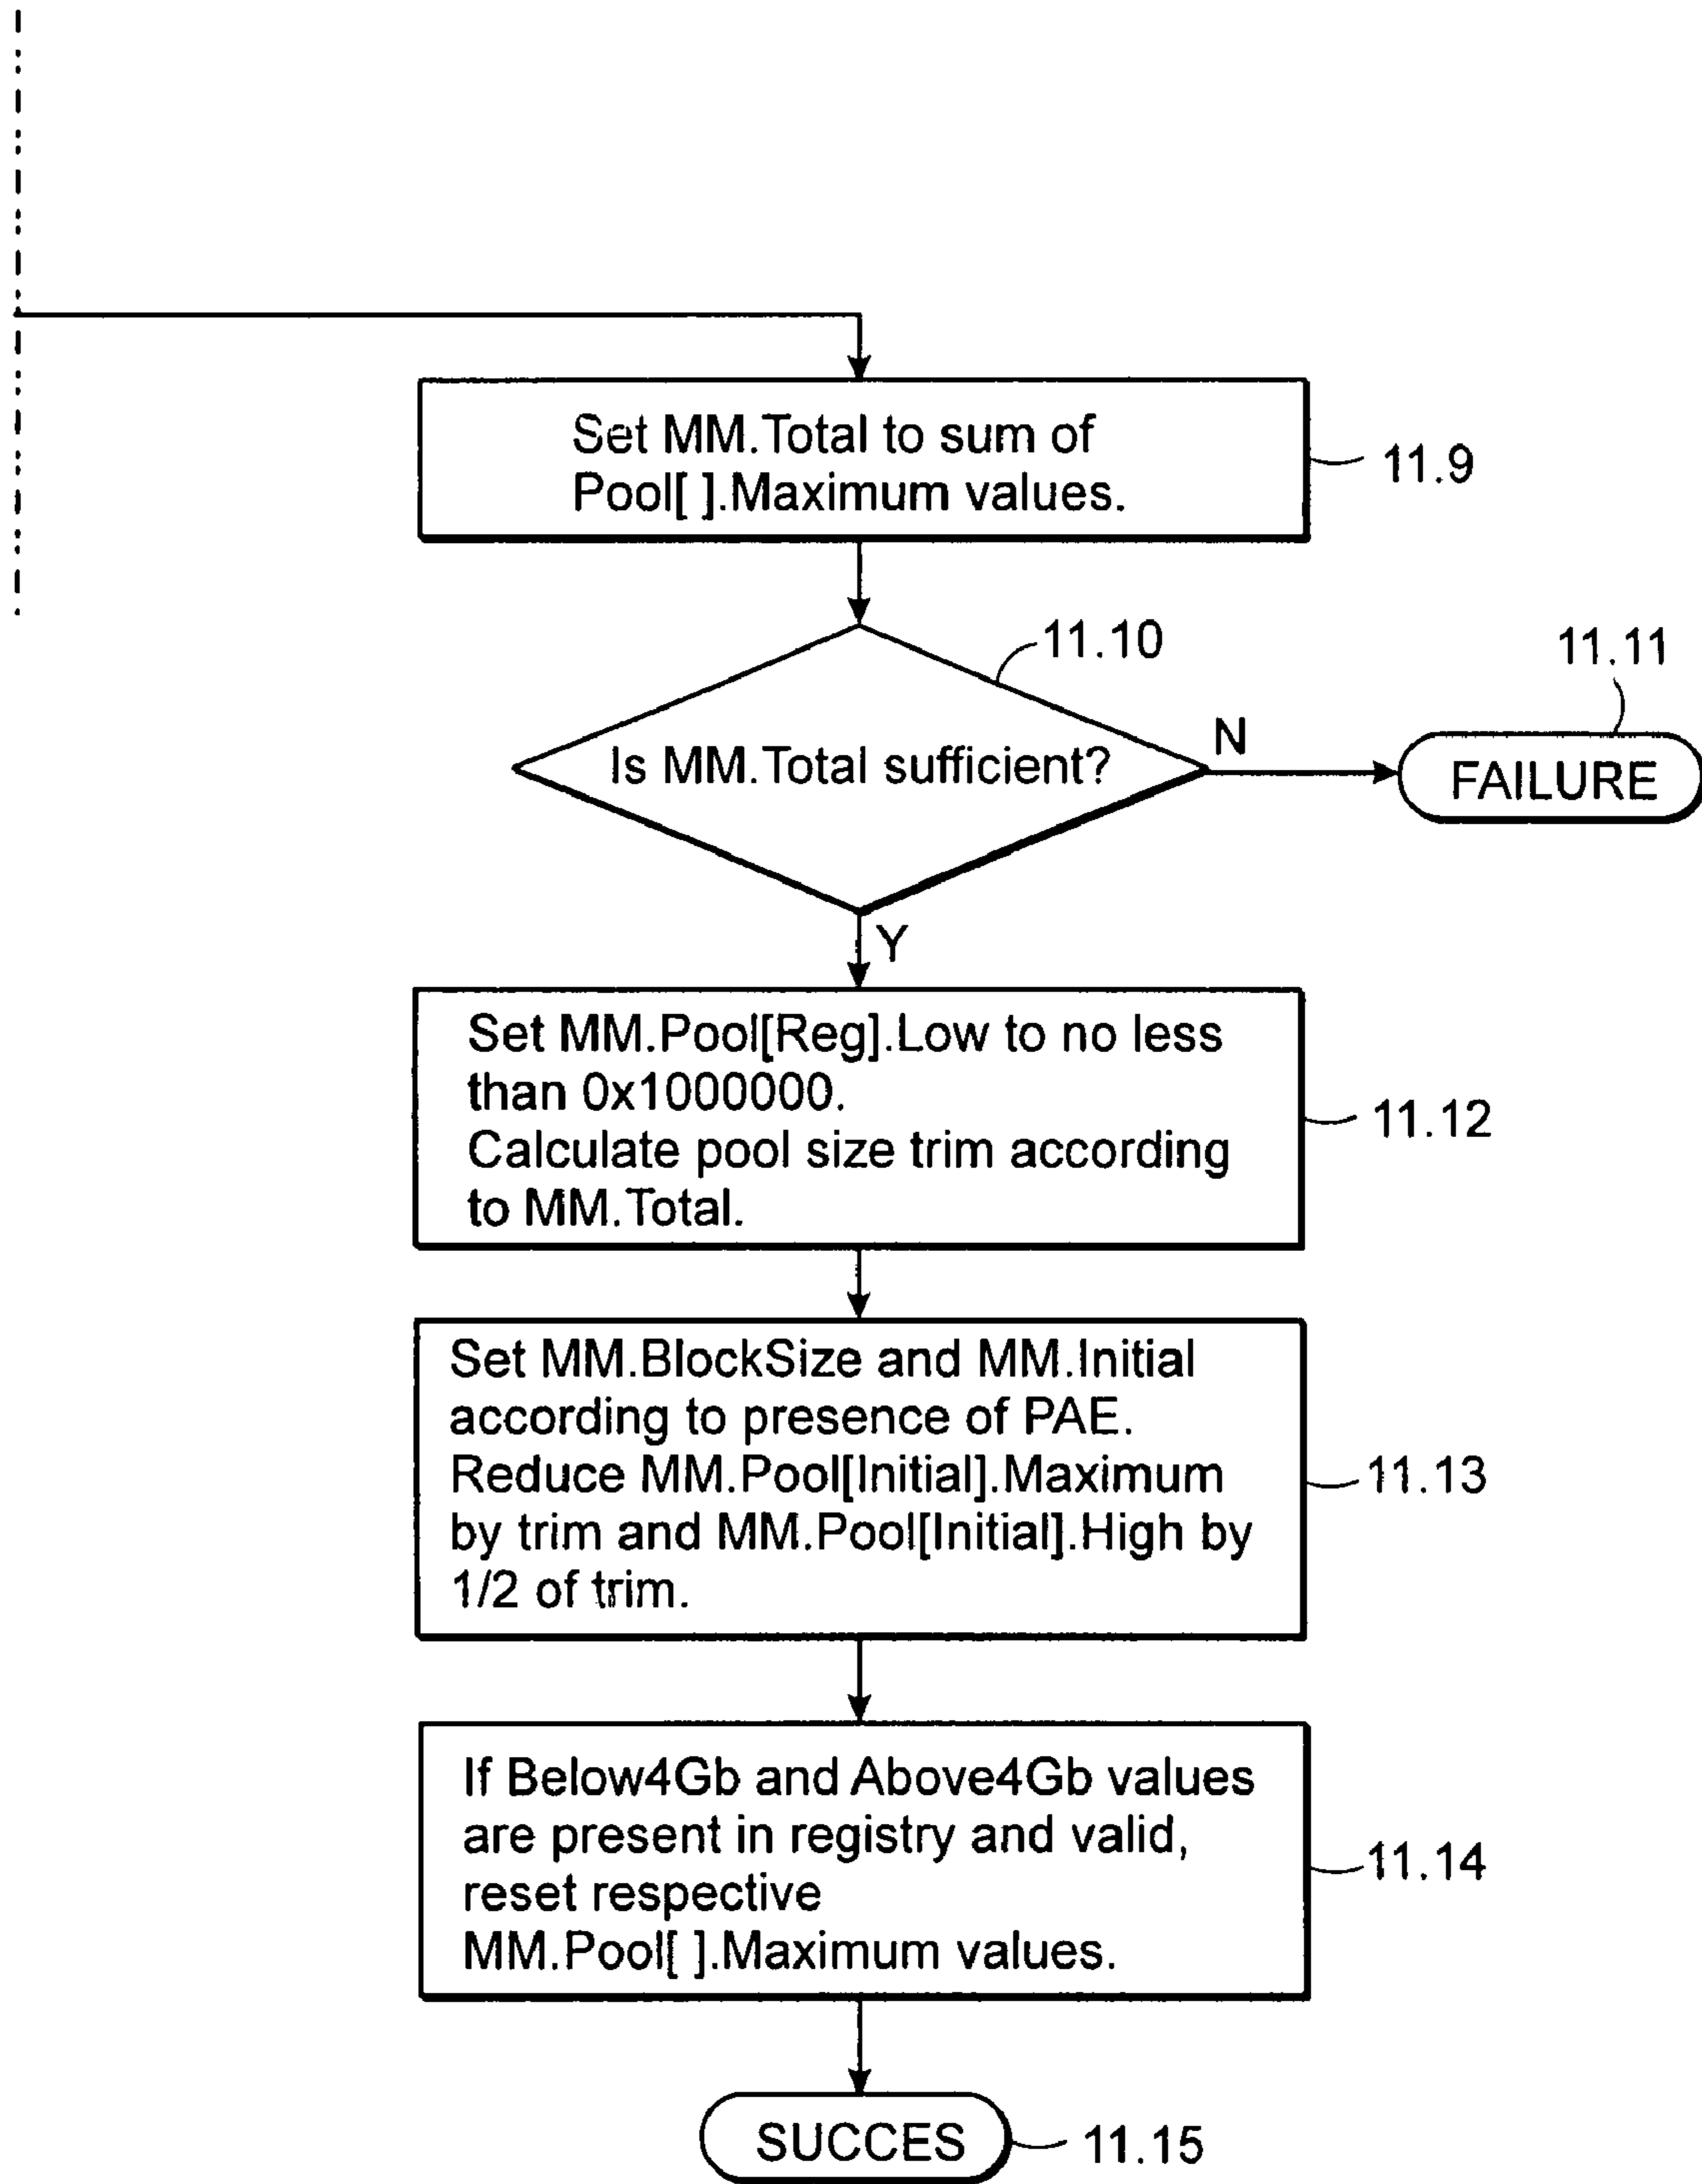 Set MM.Total to sum of
Pool[ ].Maximum values.
11.9
11.10
11.11
Is MM.Total sufficient?
N
FAILURE
Y
Set MM.Pool[Reg].Low to no less
than 0x1000000.
Calculate pool size trim according
to MM.Total.
11.12
Set MM.BlockSize and MM.Initial
according to presence of PAE.
Reduce MM.Pool[Initial].Maximum
by trim and MM.Pool[Initial].High by
1/2 of trim.
11.13
If Below4Gb and Above4Gb values
are present in registry and valid,
reset respective
MM.Pool[ ].Maximum values.
11.14
SUCCES
11.15